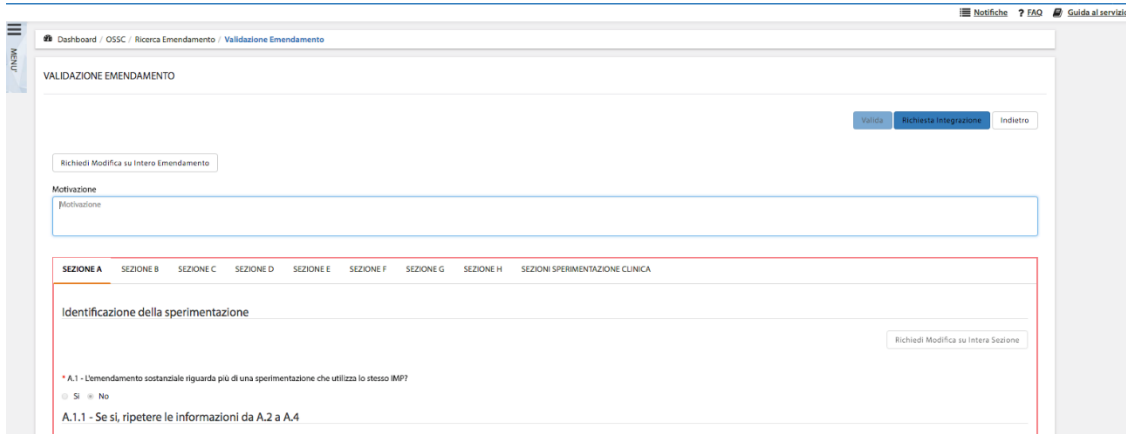 Notifiche ? FAQ Guida al servizio
MENU'
Dashboard / OSSC / Ricerca Emendamento / Validazione Emendamento
VALIDAZIONE EMENDAMENTO
Valida Richiesta Integrazione Indietro
Richiedi Modifica su Intero Emendamento
Motivazione
Motivazione
SEZIONE A SEZIONE B SEZIONE C SEZIONE D SEZIONE E SEZIONE F SEZIONE G SEZIONE H SEZIONI SPERIMENTAZIONE CLINICA
Identificazione della sperimentazione
Richiedi Modifica su Intera Sezione
* A.1 - L'emendamento sostanziale riguarda più di una sperimentazione che utilizza lo stesso IMP?
Si No
A.1.1 - Se si, ripetere le informazioni da A.2 a A.4